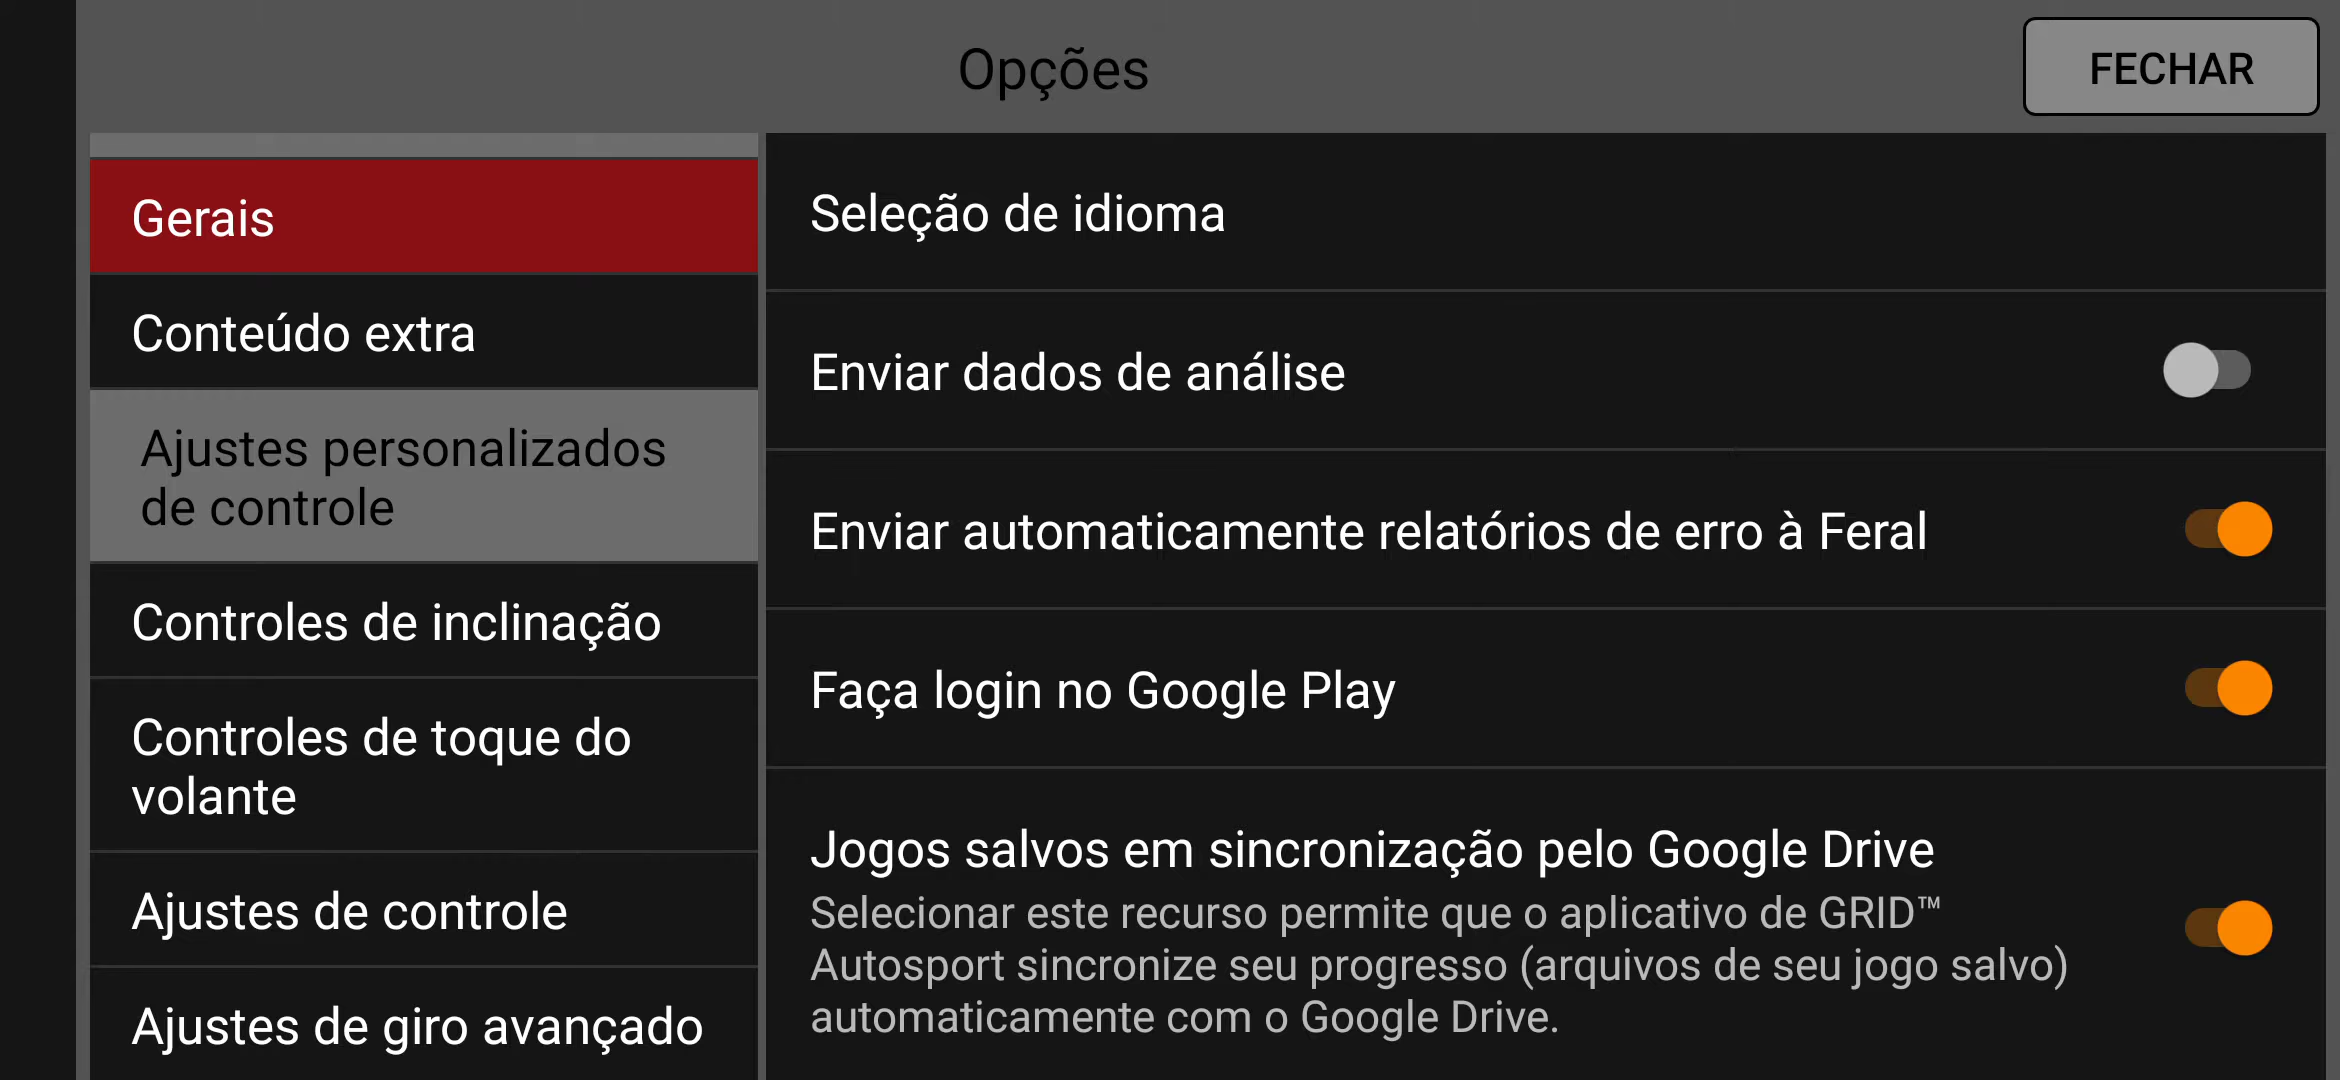 Opções
FECHAR
Gerais
Conteúdo extra
Ajustes personalizados
de controle
Controles de inclinação
Controles de toque do
volante
Ajustes de controle
Ajustes de giro avançado
Seleção de idioma
Enviar dados de análise
Enviar automaticamente relatórios de erro à Feral
Faça login no Google Play
Jogos salvos em sincronização pelo Google Drive
Selecionar este recurso permite que o aplicativo de GRID™
Autosport sincronize seu progresso (arquivos de seu jogo salvo)
automaticamente com o Google Drive.